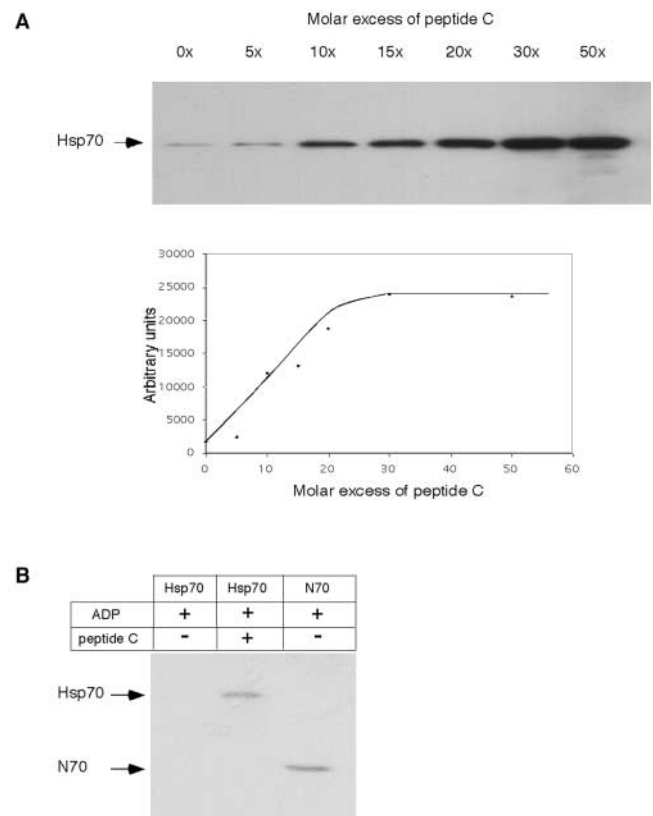 A
Molar excess of peptide C
0x 5x 10x 15x 20x 30x 50x
Hsp70
30000
25000
20000
15000
10000
5000
0
Arbitrary units
0 10 20 30 40 50 60
Molar excess of peptide C
B
Hsp70 Hsp70 N70
ADP + + +
peptide C - + -
Hsp70
N70